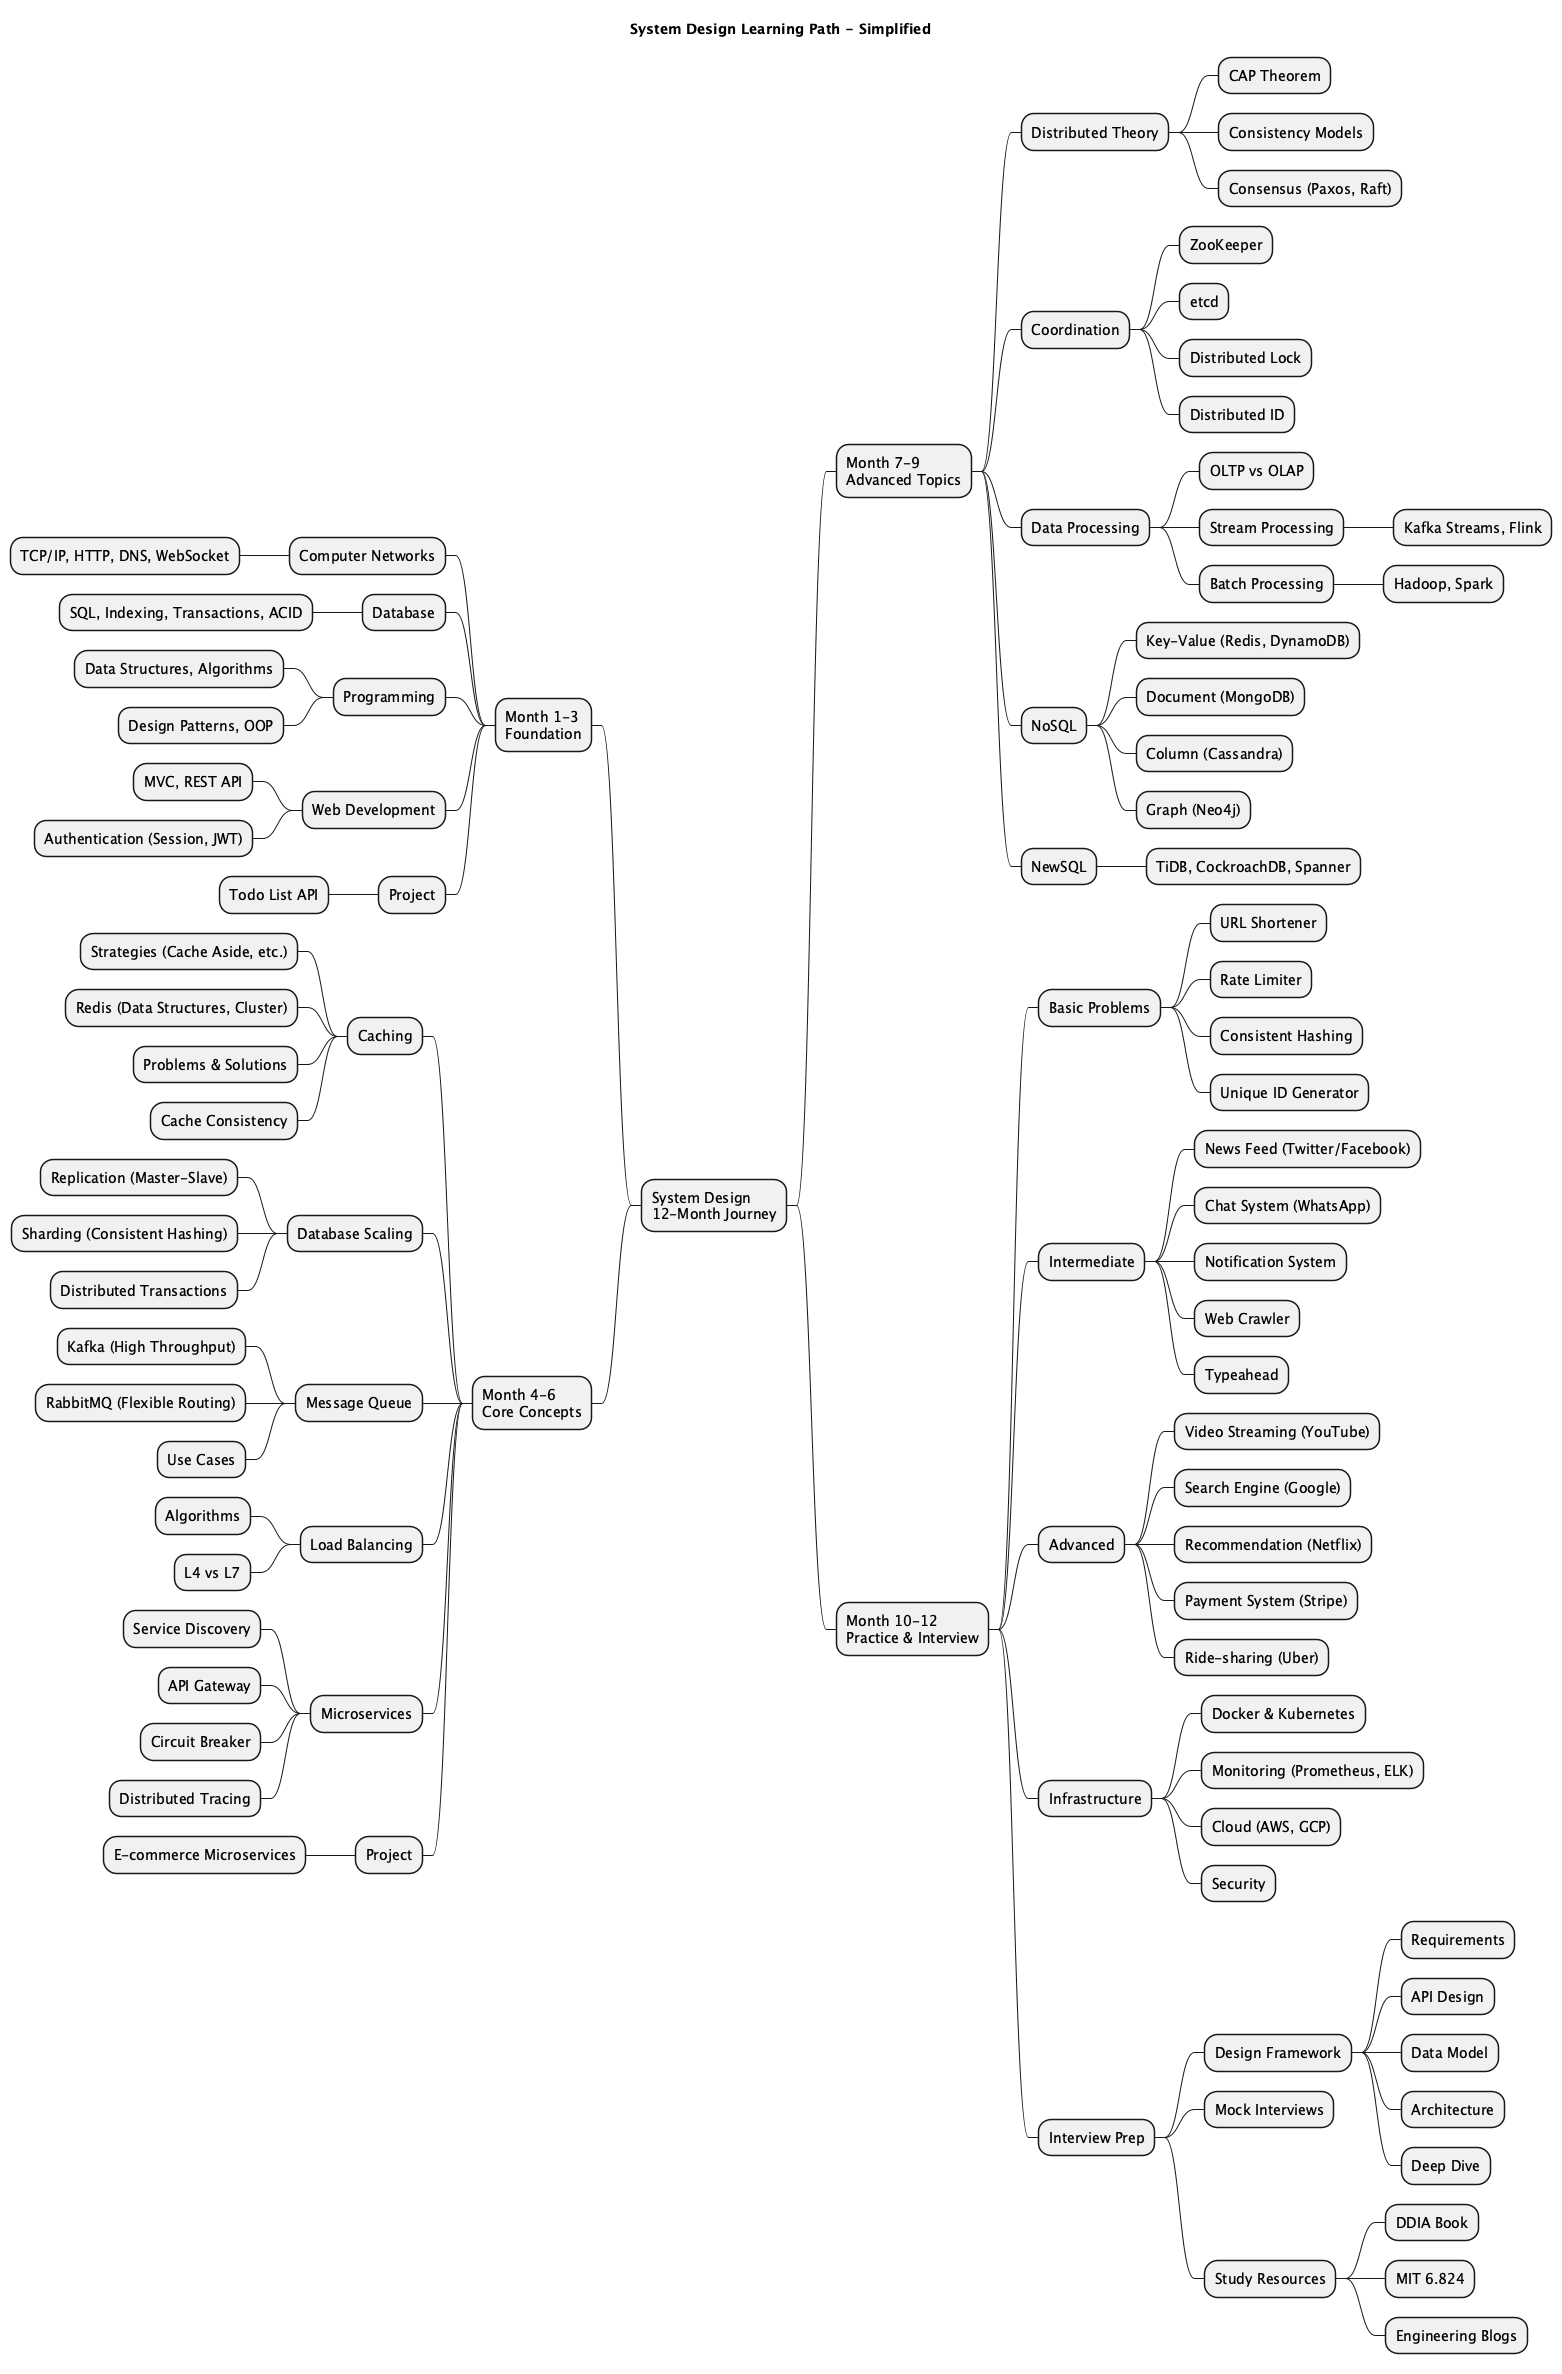 System Design Learning Path - Simplified
System Design
12-Month Journey
Month 1-3
Foundation
Computer Networks
TCP/IP, HTTP, DNS, WebSocket
Database
SQL, Indexing, Transactions, ACID
Programming
Data Structures, Algorithms
Design Patterns, OOP
Web Development
MVC, REST API
Authentication (Session, JWT)
Project
Todo List API
Month 4-6
Core Concepts
Caching
Strategies (Cache Aside, etc.)
Redis (Data Structures, Cluster)
Problems & Solutions
Cache Consistency
Database Scaling
Replication (Master-Slave)
Sharding (Consistent Hashing)
Distributed Transactions
Message Queue
Kafka (High Throughput)
RabbitMQ (Flexible Routing)
Use Cases
Load Balancing
Algorithms
L4 vs L7
Microservices
Service Discovery
API Gateway
Circuit Breaker
Distributed Tracing
Project
E-commerce Microservices
Month 7-9
Advanced Topics
Distributed Theory
CAP Theorem
Consistency Models
Consensus (Paxos, Raft)
Coordination
ZooKeeper
etcd
Distributed Lock
Distributed ID
Data Processing
OLTP vs OLAP
Stream Processing
Kafka Streams, Flink
Batch Processing
Hadoop, Spark
NoSQL
Key-Value (Redis, DynamoDB)
Document (MongoDB)
Column (Cassandra)
Graph (Neo4j)
NewSQL
TiDB, CockroachDB, Spanner
Month 10-12
Practice & Interview
Basic Problems
URL Shortener
Rate Limiter
Consistent Hashing
Unique ID Generator
Intermediate
News Feed (Twitter/Facebook)
Chat System (WhatsApp)
Notification System
Web Crawler
Typeahead
Advanced
Video Streaming (YouTube)
Search Engine (Google)
Recommendation (Netflix)
Payment System (Stripe)
Ride-sharing (Uber)
Infrastructure
Docker & Kubernetes
Monitoring (Prometheus, ELK)
Cloud (AWS, GCP)
Security
Interview Prep
Design Framework
Requirements
API Design
Data Model
Architecture
Deep Dive
Mock Interviews
Study Resources
DDIA Book
MIT 6.824
Engineering Blogs